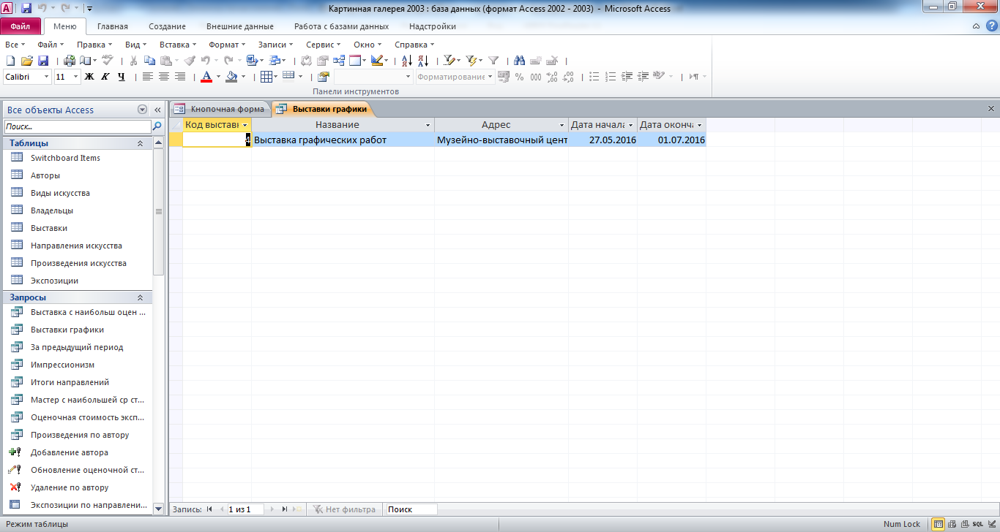 Картинная галерея 2003 : база данных (формат Access 2002 - 2003) - Microsoft Access
Файл Меню Главная Создание Внешние данные Работа с базами данных Надстройки
Все Файл Правка Вид Вставка Формат Записи Сервис Окно Справка
Calibri 11 Ж К Ч Форматирование % 000
Панели инструментов
Все объекты Access
Поиск...
Таблицы
Switchboard Items
Авторы
Виды искусства
Владельцы
Выставки
Направления искусства
Произведения искусства
Экспозиции
Запросы
Выставка с наибольш оцен ...
Выставки графики
За предыдущий период
Импрессионизм
Итоги направлений
Мастер с наибольшей ср ст...
Оценочная стоимость эксп...
Произведения по автору
Добавление автора
Обновление оценочной ст...
Удаление по автору
Экспозиции по направлени...
Кнопочная форма Выставки графики
Код выставк Название Адрес Дата начала Дата оконча
4 Выставка графических работ Музейно-выставочный цент 27.05.2016 01.07.2016
Запись: 1 из 1 Нет фильтра Поиск
Режим таблицы Num Lock SQL